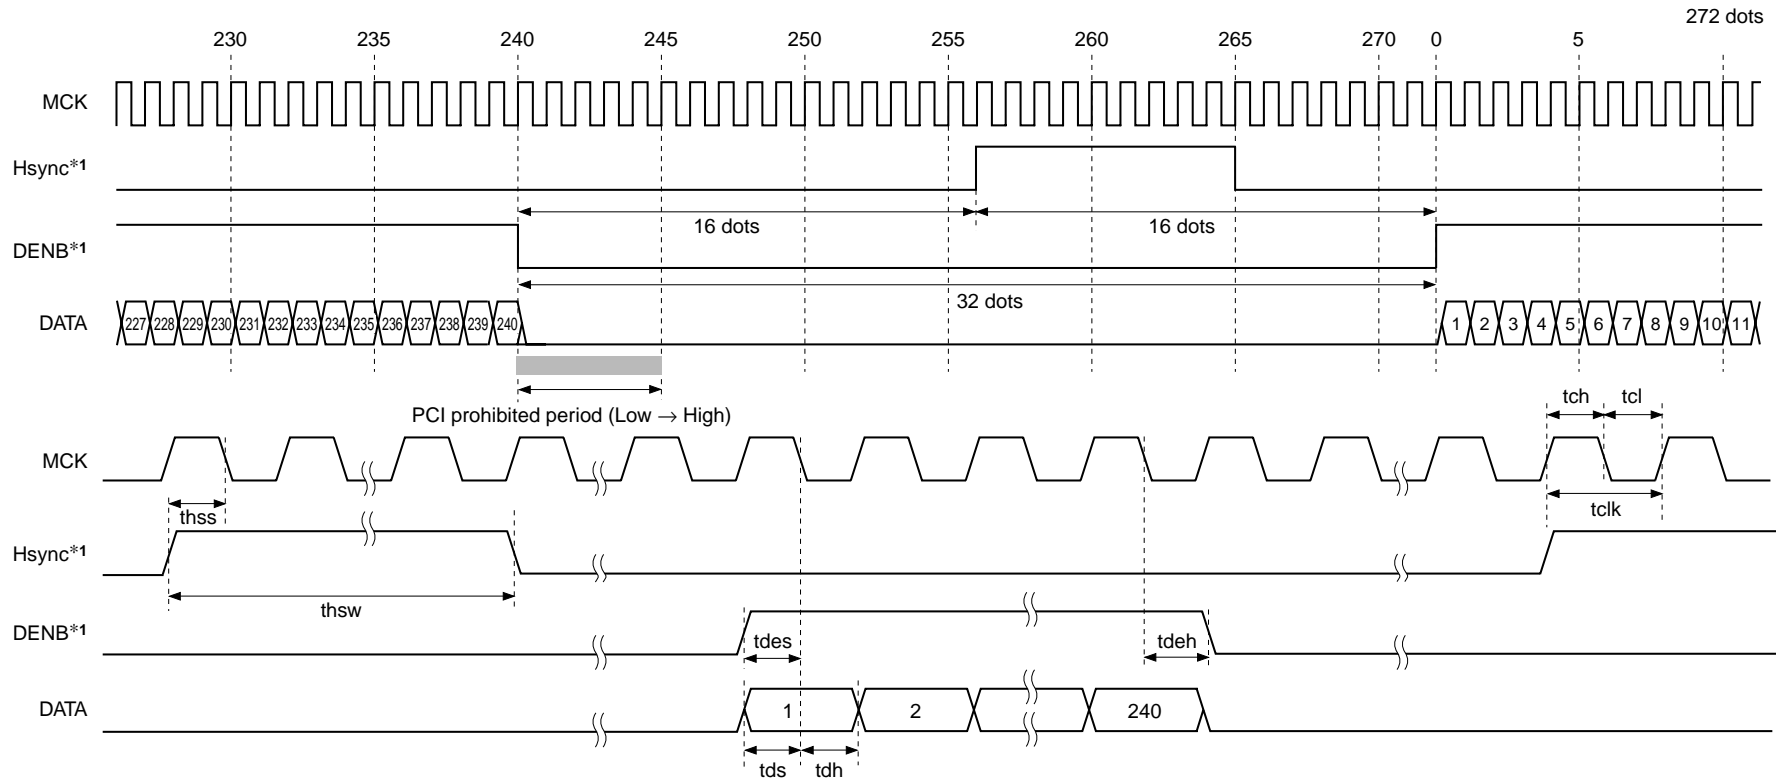 272 dots
230 235 240 245 250 255 260 265 270 0 5
MCK
Hsync*1
16 dots 16 dots
DENB*1
32 dots
DATA 227 228 229 230 231 232 233 234 235 236 237 238 239 240 1 2 3 4 5 6 7 8 9 10 11
PCI prohibited period (Low → High)
tch tcl
MCK
thss tclk
Hsync*1
thsw
DENB*1
tdes tdeh
DATA 1 2 240
tds tdh